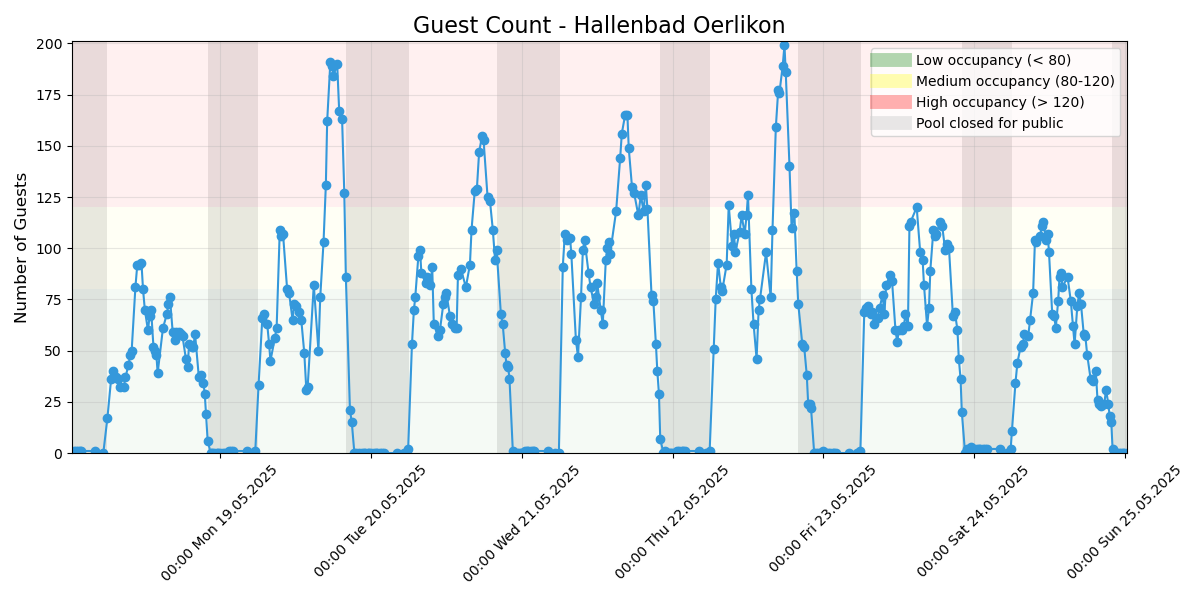 Guest Count - Hallenbad Oerlikon
Number of Guests
200
175
150
125
100
75
50
25
0
Low occupancy (< 80)
Medium occupancy (80-120)
High occupancy (> 120)
Pool closed for public
00:00 Mon 19.05.2025
00:00 Tue 20.05.2025
00:00 Wed 21.05.2025
00:00 Thu 22.05.2025
00:00 Fri 23.05.2025
00:00 Sat 24.05.2025
00:00 Sun 25.05.2025